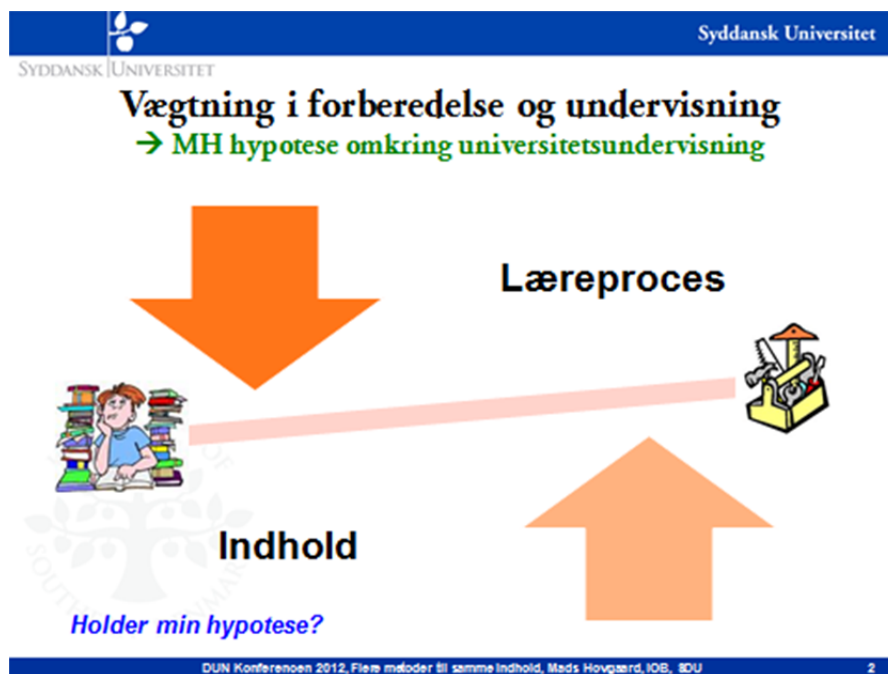 Syddansk Universitet
SYDDANSK UNIVERSITET
Vægtning i forberedelse og undervisning
→ MH hypotese omkring universitetsundervisning
Læreproces
Indhold
Holder min hypotese?
DUN Konferencen 2012, Flere metoder til samme indhold, Mads Hovgaard, IOB, SDU
2